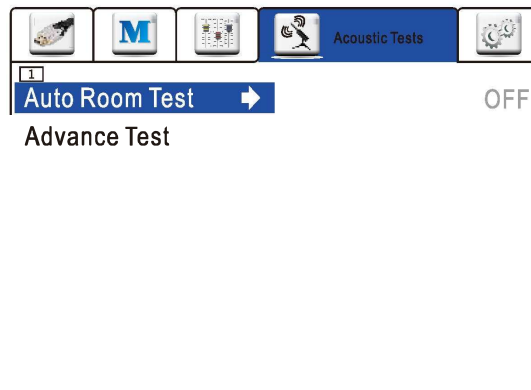 M
Acoustic Tests
1
Auto Room Test
OFF
Advance Test